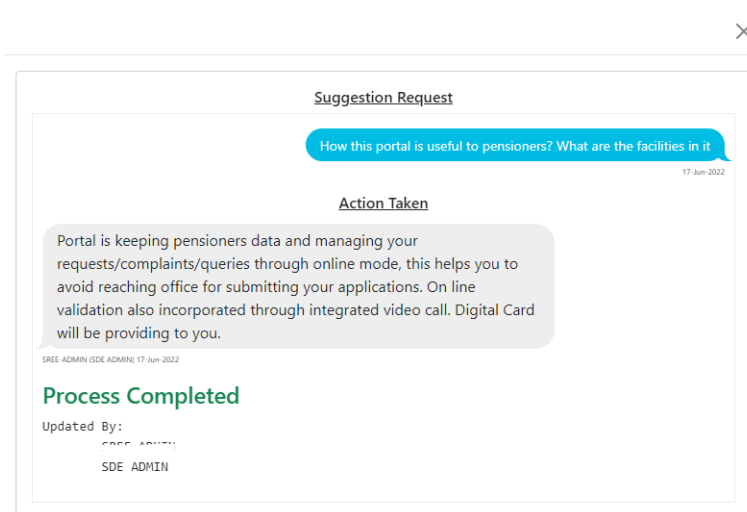 Suggestion Request
How this portal is useful to pensioners? What are the facilities in it
17-Jun-2022
Action Taken
Portal is keeping pensioners data and managing your
requests/complaints/queries through online mode, this helps you to
avoid reaching office for submitting your applications. On line
validation also incorporated through integrated video call. Digital Card
will be providing to you.
SREE-ADMIN (SDE ADMIN) 17-Jun-2022
Process Completed
Updated By:
SDE ADMIN